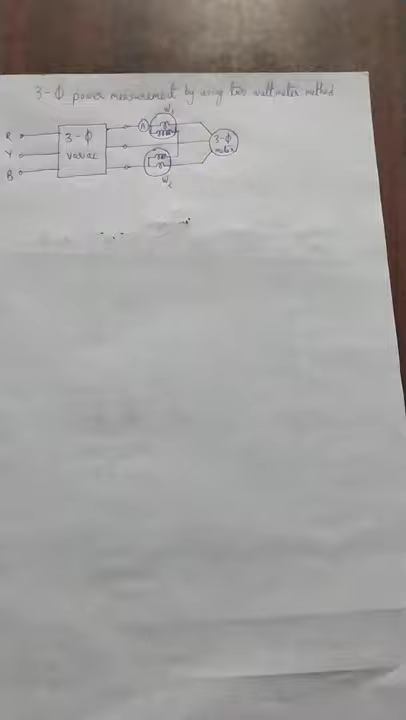 3-Φ power measurement by using two wattmeter method
W₁
R
3-Φ
A
3-Φ
Y
variac
motor
B
W₂